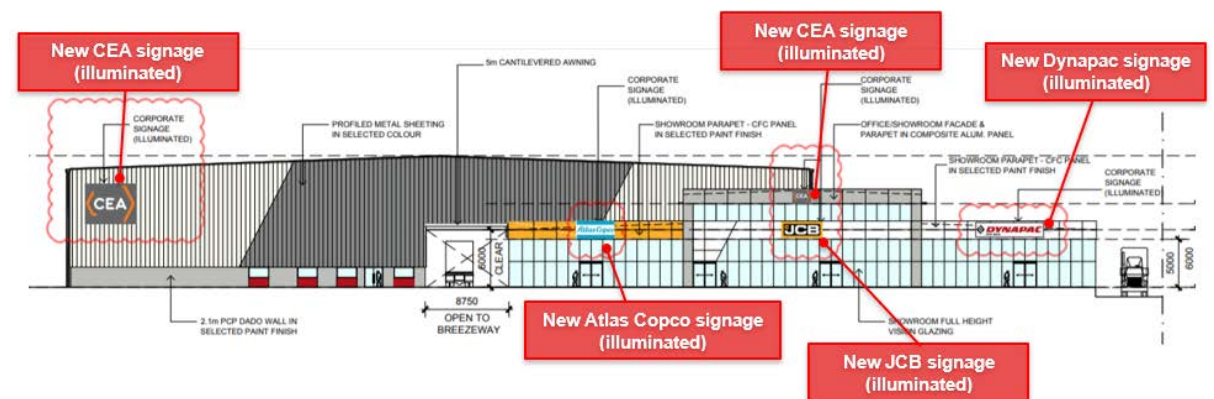 New CEA signage
(illuminated)
New CEA signage
(illuminated)
New Dynapac signage
(illuminated)
5m CANTILEVERED AWNING
CORPORATE
SIGNAGE
(ILLUMINATED)
PROFILED METAL SHEETING
IN SELECTED COLOUR
CORPORATE
SIGNAGE
(ILLUMINATED)
SHOWROOM PARAPET - CFC PANEL
IN SELECTED PAINT FINISH
CORPORATE
SIGNAGE
(ILLUMINATED)
OFFICE/SHOWROOM FACADE &
PARAPET IN COMPOSITE ALUM. PANEL
SHOWROOM PARAPET - CFC PANEL
IN SELECTED PAINT FINISH
CORPORATE
SIGNAGE
(ILLUMINATED)
CEA
CEA
Atlas Copco
JCB
DYNAPAC
6000
CLEAR
5000
6000
8750
OPEN TO
BREEZEWAY
2.1m PCP DADO WALL IN
SELECTED PAINT FINISH
New Atlas Copco signage
(illuminated)
SHOWROOM FULL HEIGHT
VISION GLAZING
New JCB signage
(illuminated)